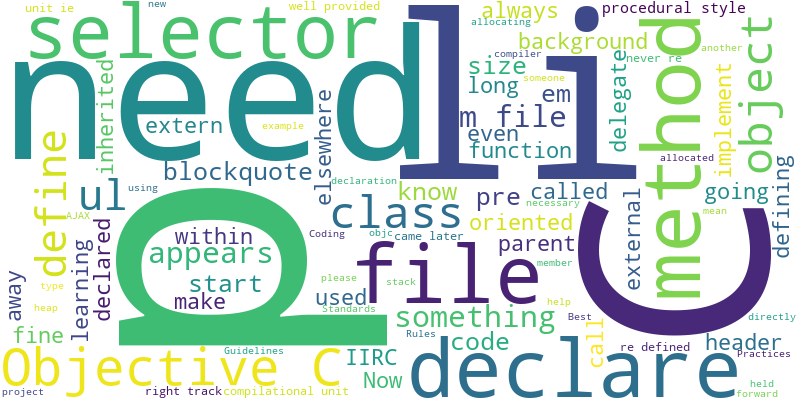 unit ie
new
well provided
always
procedural style
selector
allocating
background
compiler
another
need
li
size
never re
object
method
someone
long
em
delegate
implement
inherited
m file
elsewhere
extern
example
even
function
define
allocated
blockquote
declaration
know
pre
called
going
defining
ul
using
class
necessary
C
AJAX
p
within
Coding
objc
came later
oriented
mean
external
declared
learning
appears
parent
file
member
directly
away
type
start
please
stack
make
used
Standards
help
Best
heap
something
fine
Rules
code
call
re defined
header
Guidelines
IIRC
Practices
Objective C
Now
declare
held
project
right track
compilational unit
forward